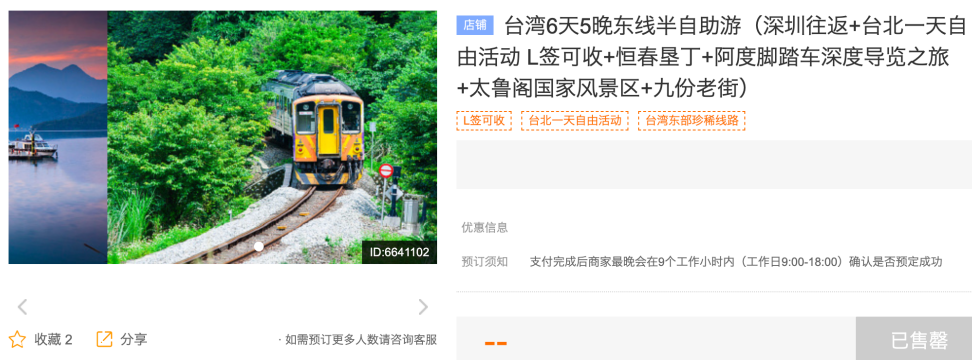 店铺 台湾6天5晚东线半自助游（深圳往返+台北一天自
由活动 L签可收+恒春垦丁+阿度脚踏车深度导览之旅
+太鲁阁国家风景区+九份老街）
L签可收 台北一天自由活动 台湾东部珍稀线路
ID:6641102
优惠信息
预订须知 支付完成后商家最晚会在9个工作小时内（工作日9:00-18:00）确认是否预定成功
收藏 2 分享 · 如需预订更多人数请咨询客服
-- 已售罄